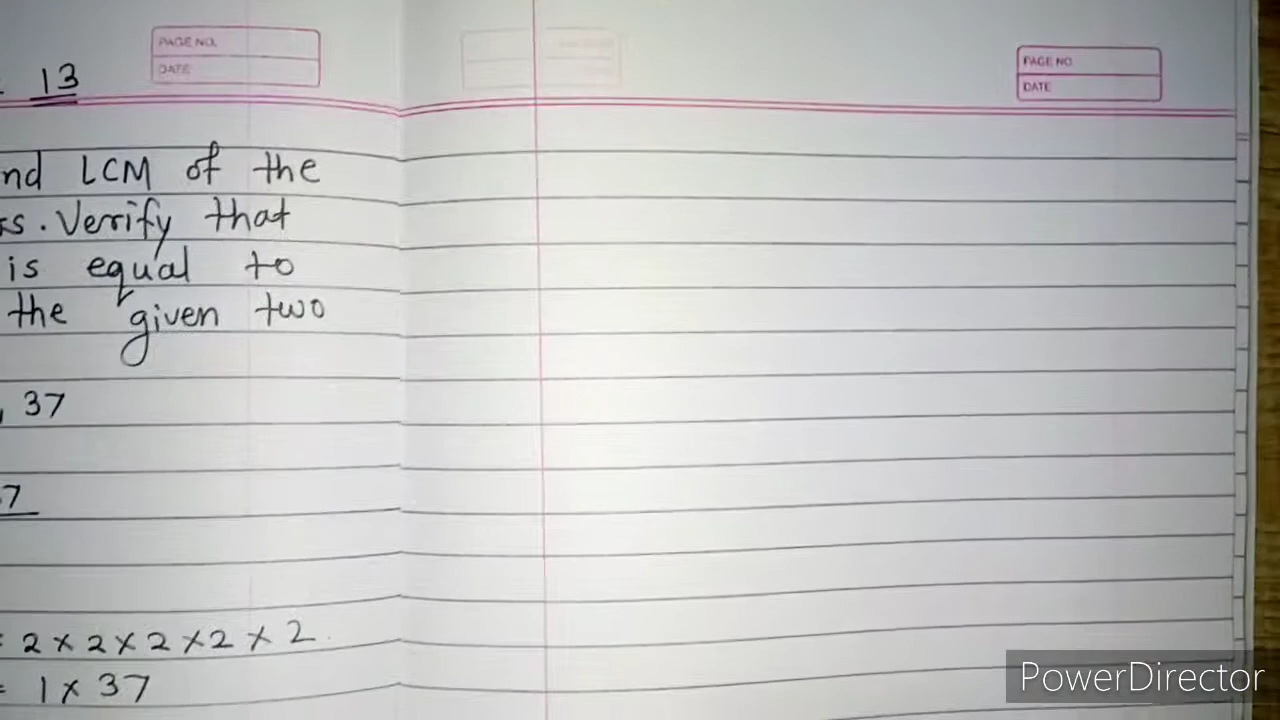 13
PAGE NO.
DATE
PAGE NO
DATE
LCM of the
Verify that
is equal to
the given two
37
7
2 x 2 x 2 x 2 x 2
= 1 x 37
PowerDirector